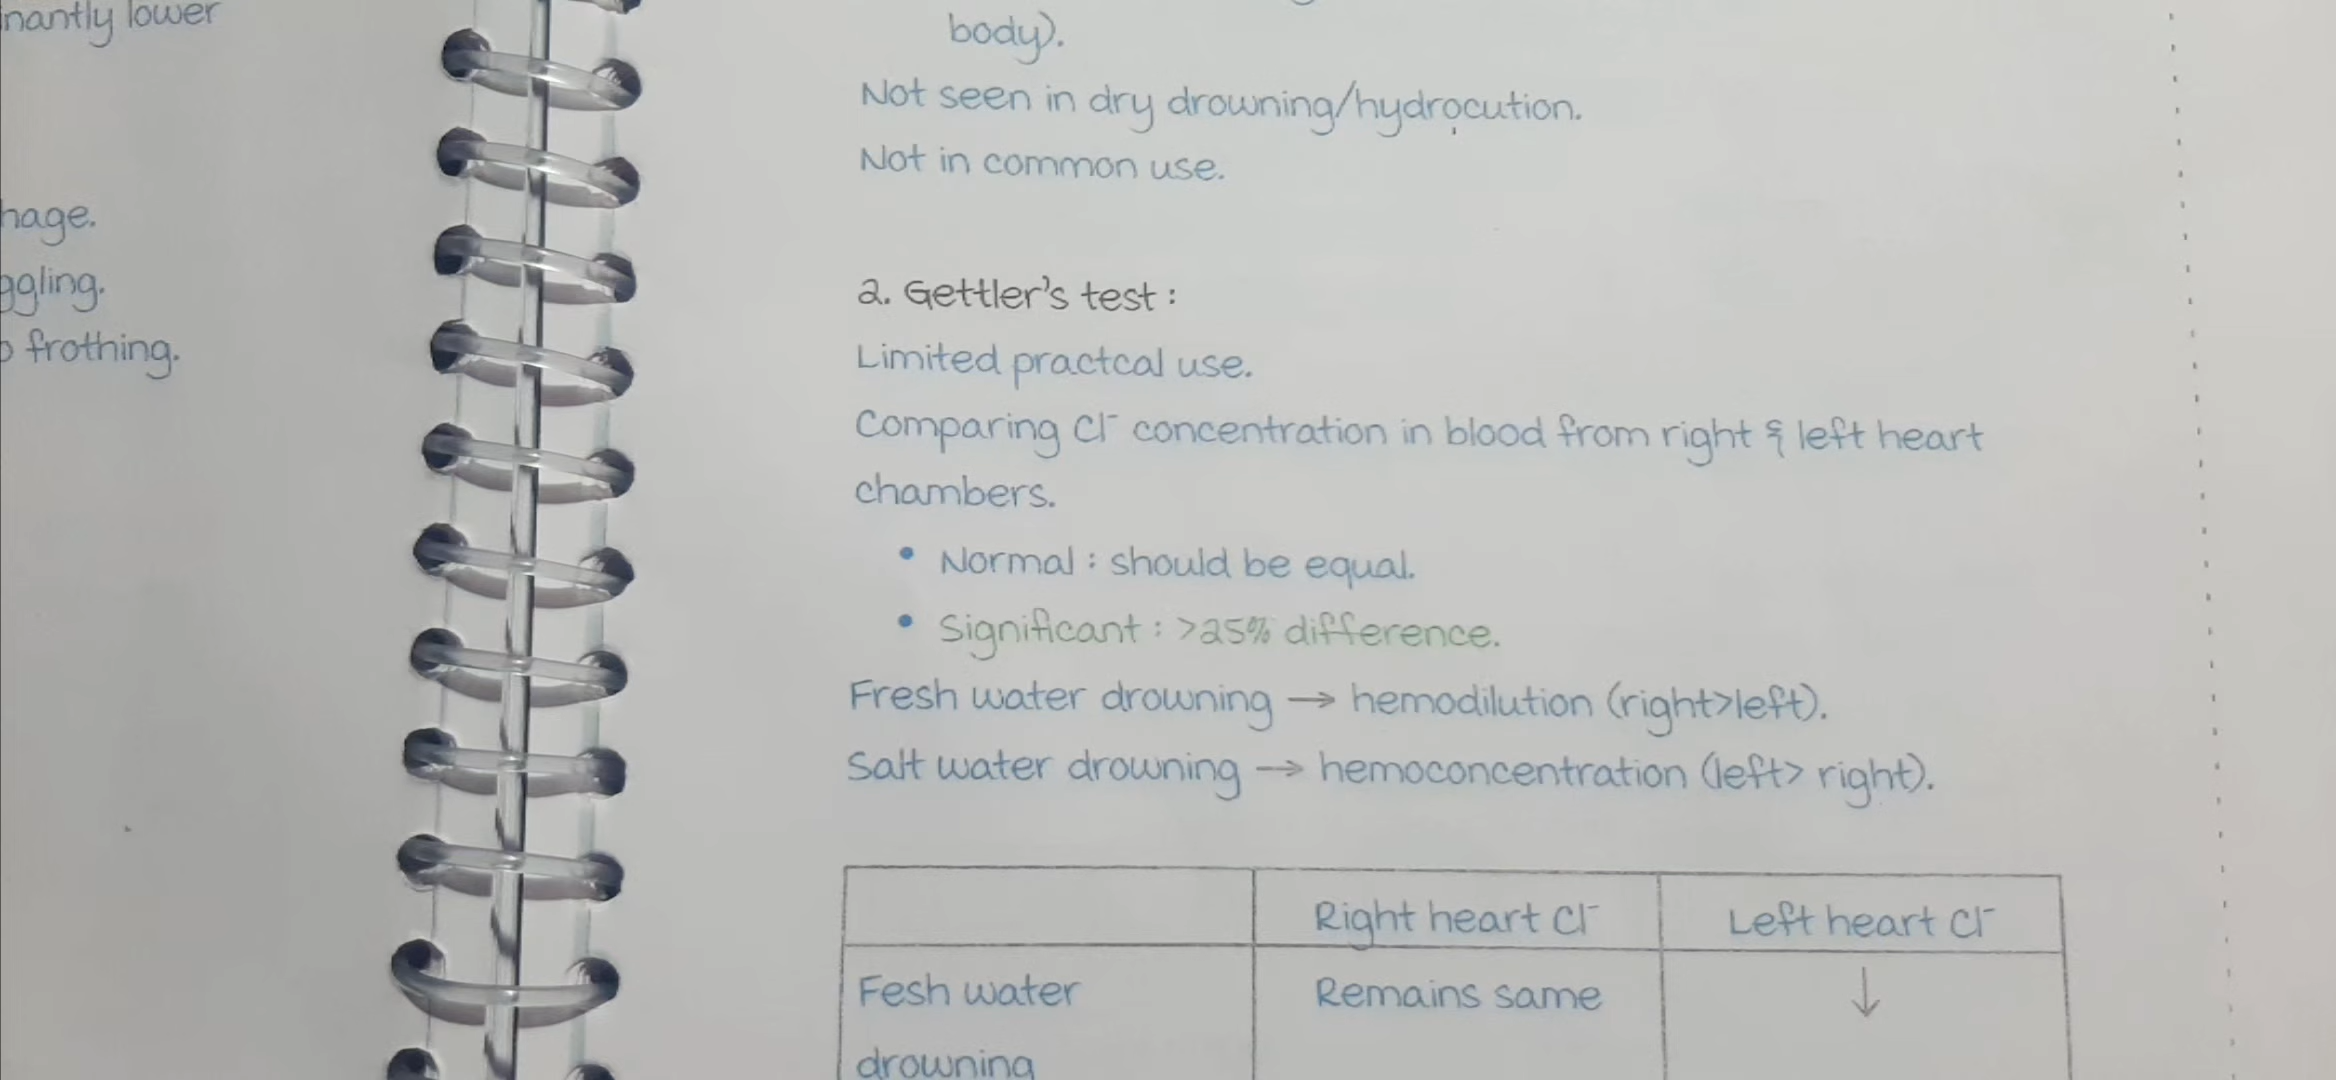 nantly lower
hage.
ggling.
frothing.
body).
Not seen in dry drowning/hydrocution.
Not in common use.
2. Gettler's test :
Limited practcal use.
Comparing Cl⁻ concentration in blood from right & left heart
chambers.
• Normal : should be equal.
• Significant : >25% difference.
Fresh water drowning → hemodilution (right>left).
Salt water drowning → hemoconcentration (left> right).
Right heart Cl⁻ Left heart Cl⁻
Fesh water Remains same ↓
drowning